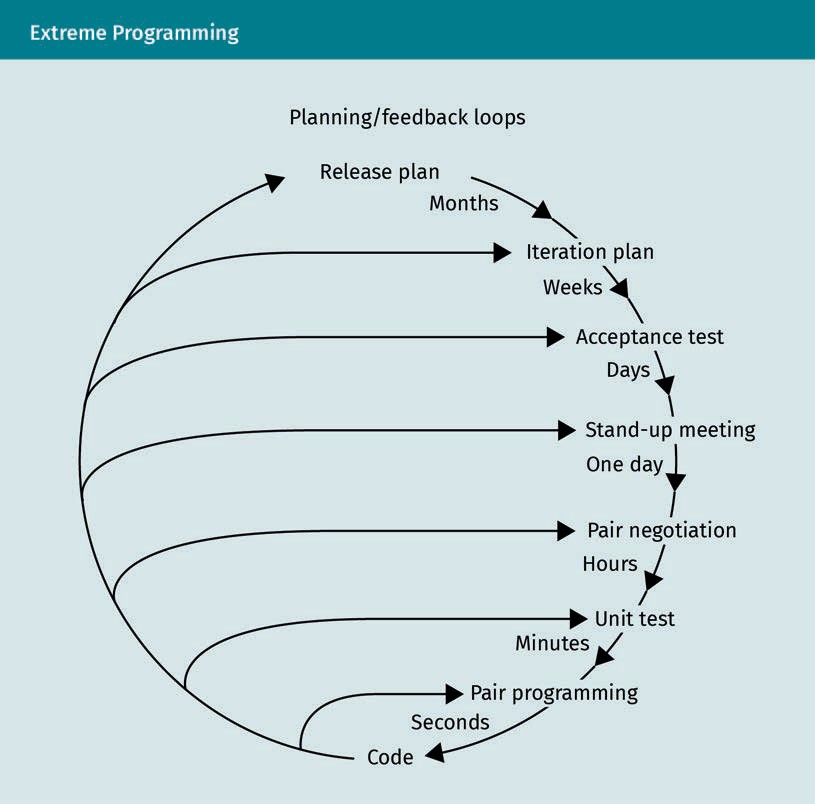 Extreme Programming
Planning/feedback loops
Release plan
Months
Iteration plan
Weeks
Acceptance test
Days
Stand-up meeting
One day
Pair negotiation
Hours
Unit test
Minutes
Pair programming
Seconds
Code